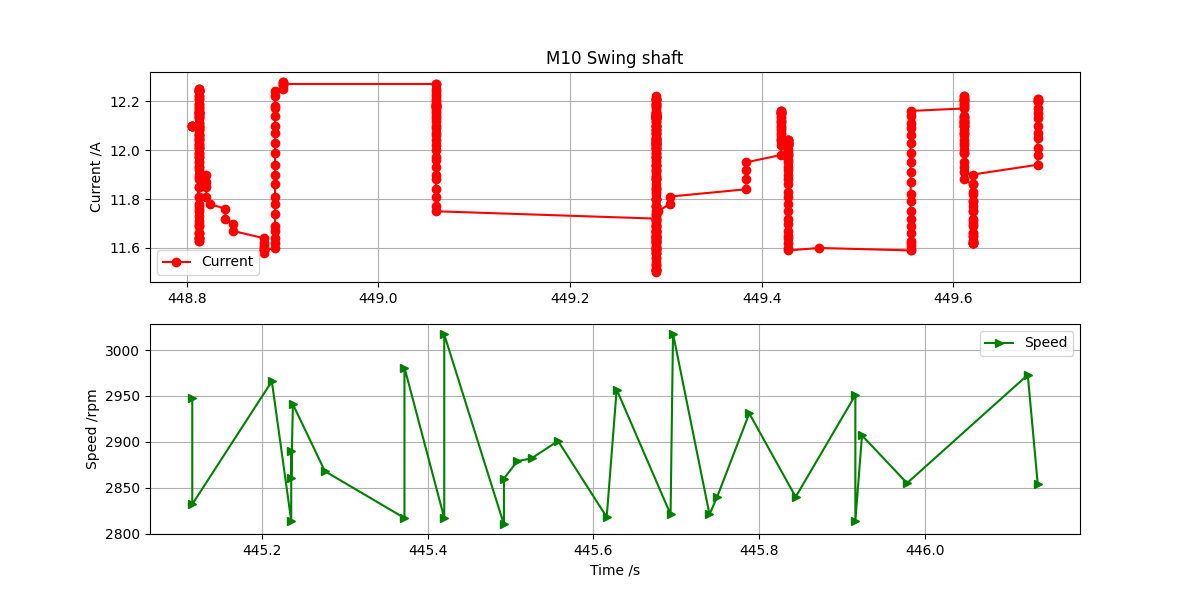 M10 Swing shaft
Current /A
12.2
12.0
11.8
11.6
Current
448.8 449.0 449.2 449.4 449.6
Speed /rpm
3000
2950
2900
2850
2800
Speed
445.2 445.4 445.6 445.8 446.0
Time /s